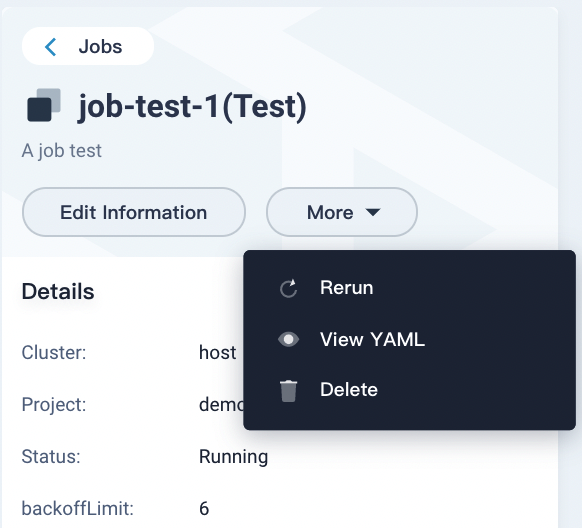 Jobs
job-test-1(Test)
A job test
Edit Information
More
Rerun
View YAML
Delete
Details
Cluster: host
Project:
Status: Running
backoffLimit: 6